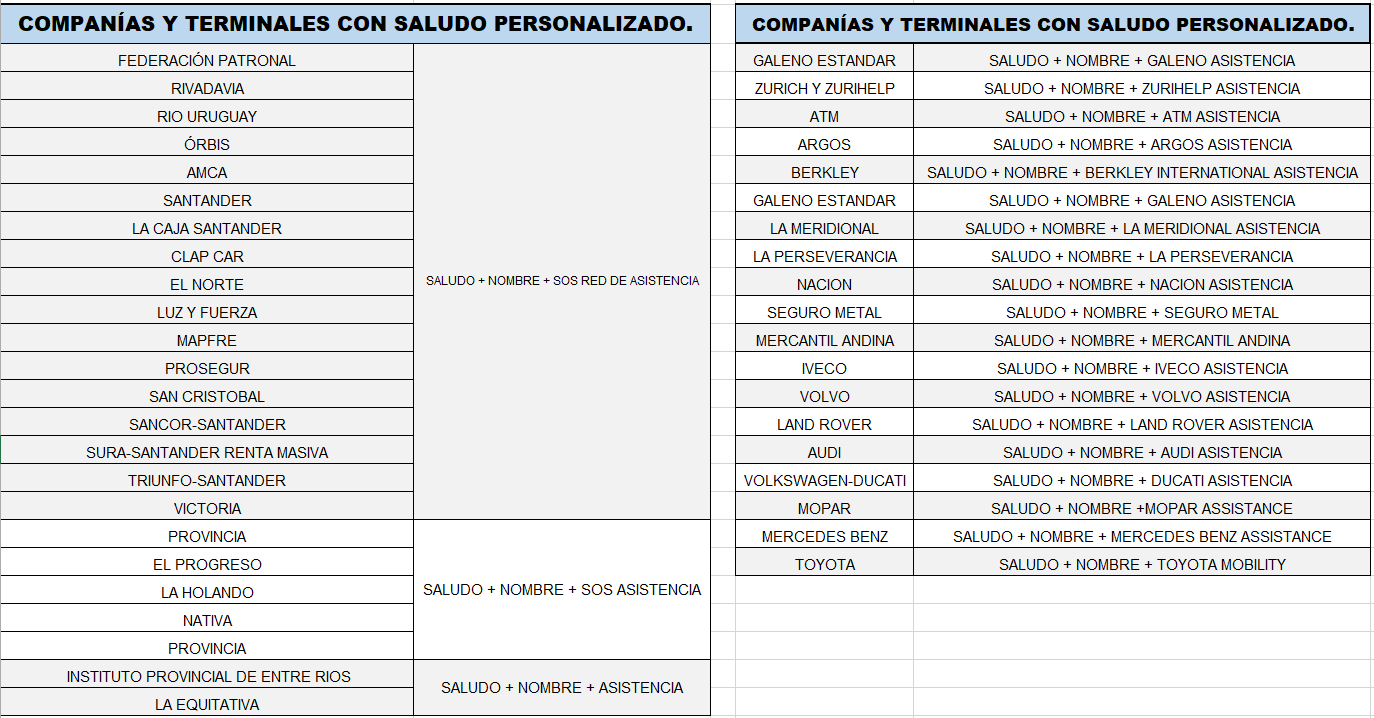 COMPAÑÍAS Y TERMINALES CON SALUDO PERSONALIZADO.
FEDERACIÓN PATRONAL
RIVADAVIA
RIO URUGUAY
ÓRBIS
AMCA
SANTANDER
LA CAJA SANTANDER
CLAP CAR
EL NORTE
LUZ Y FUERZA
MAPFRE
PROSEGUR
SAN CRISTOBAL
SANCOR-SANTANDER
SURA-SANTANDER RENTA MASIVA
TRIUNFO-SANTANDER
VICTORIA
SALUDO + NOMBRE + SOS RED DE ASISTENCIA
PROVINCIA
EL PROGRESO
LA HOLANDO
NATIVA
PROVINCIA
SALUDO + NOMBRE + SOS ASISTENCIA
INSTITUTO PROVINCIAL DE ENTRE RIOS
LA EQUITATIVA
SALUDO + NOMBRE + ASISTENCIA
COMPAÑÍAS Y TERMINALES CON SALUDO PERSONALIZADO.
GALENO ESTANDAR SALUDO + NOMBRE + GALENO ASISTENCIA
ZURICH Y ZURIHELP SALUDO + NOMBRE + ZURIHELP ASISTENCIA
ATM SALUDO + NOMBRE + ATM ASISTENCIA
ARGOS SALUDO + NOMBRE + ARGOS ASISTENCIA
BERKLEY SALUDO + NOMBRE + BERKLEY INTERNATIONAL ASISTENCIA
GALENO ESTANDAR SALUDO + NOMBRE + GALENO ASISTENCIA
LA MERIDIONAL SALUDO + NOMBRE + LA MERIDIONAL ASISTENCIA
LA PERSEVERANCIA SALUDO + NOMBRE + LA PERSEVERANCIA
NACION SALUDO + NOMBRE + NACION ASISTENCIA
SEGURO METAL SALUDO + NOMBRE + SEGURO METAL
MERCANTIL ANDINA SALUDO + NOMBRE + MERCANTIL ANDINA
IVECO SALUDO + NOMBRE + IVECO ASISTENCIA
VOLVO SALUDO + NOMBRE + VOLVO ASISTENCIA
LAND ROVER SALUDO + NOMBRE + LAND ROVER ASISTENCIA
AUDI SALUDO + NOMBRE + AUDI ASISTENCIA
VOLKSWAGEN-DUCATI SALUDO + NOMBRE + DUCATI ASISTENCIA
MOPAR SALUDO + NOMBRE +MOPAR ASSISTANCE
MERCEDES BENZ SALUDO + NOMBRE + MERCEDES BENZ ASSISTANCE
TOYOTA SALUDO + NOMBRE + TOYOTA MOBILITY